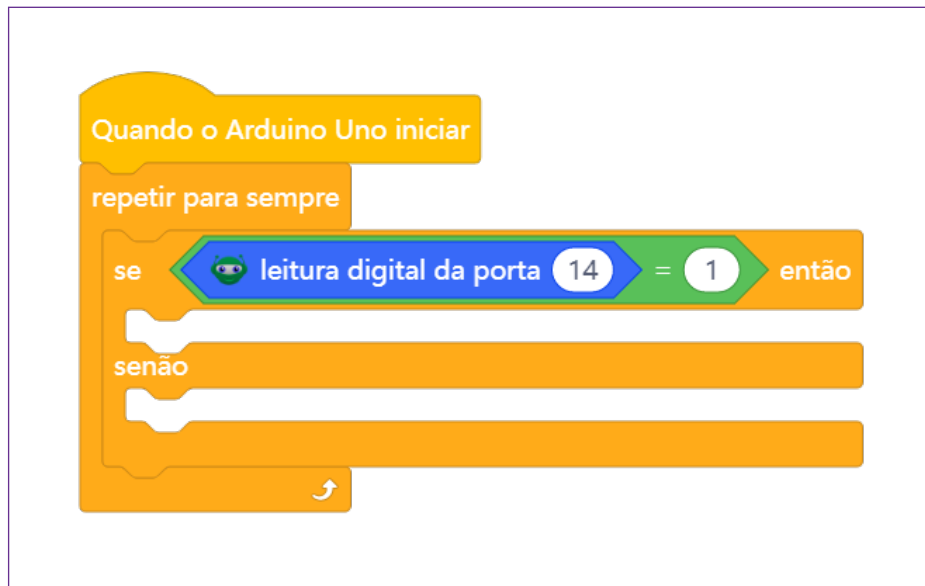 Quando o Arduino Uno iniciar
repetir para sempre
se leitura digital da porta 14 = 1 então
senão